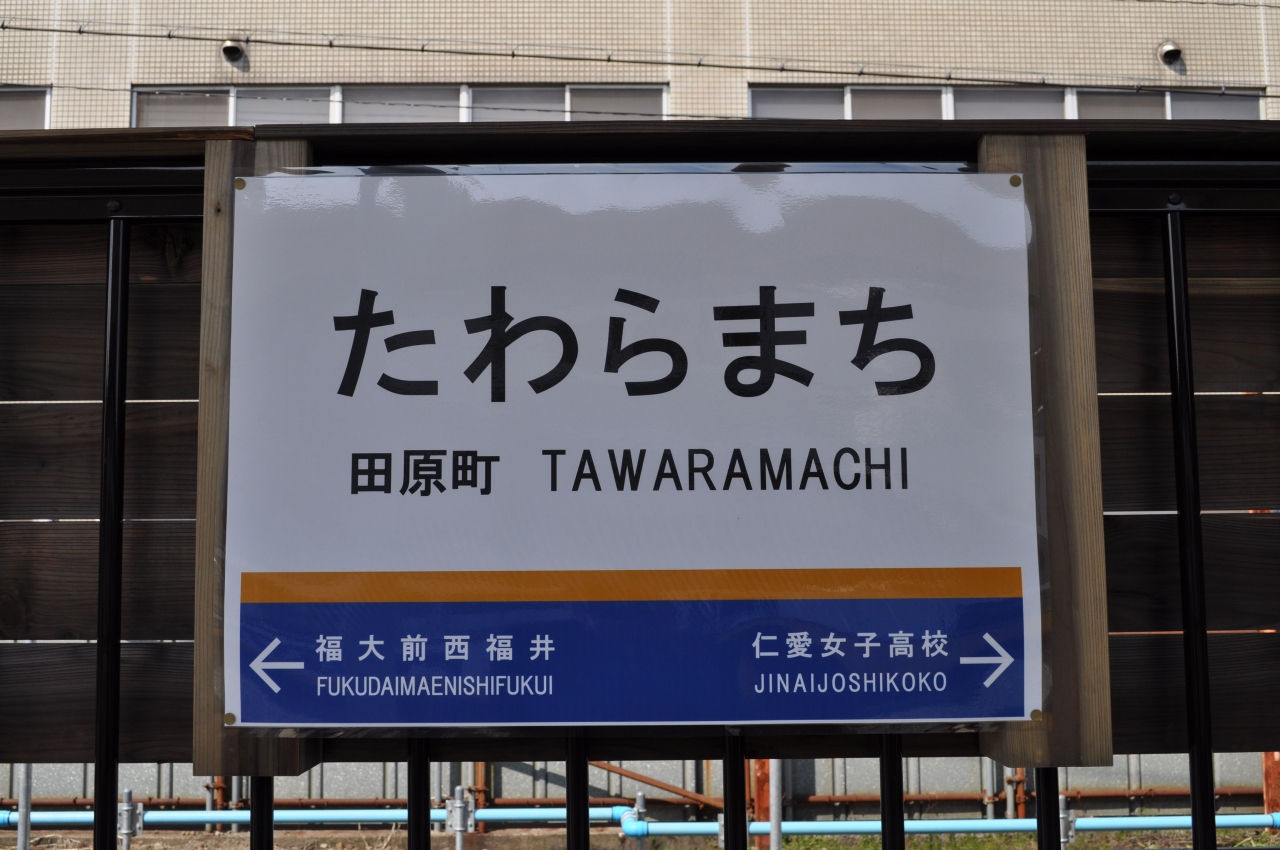 たわらまち
田原町 TAWARAMACHI
← 福大前西福井 仁愛女子高校 →
FUKUDAIMAENISHIFUKUI JINAIJOSHIKOKO